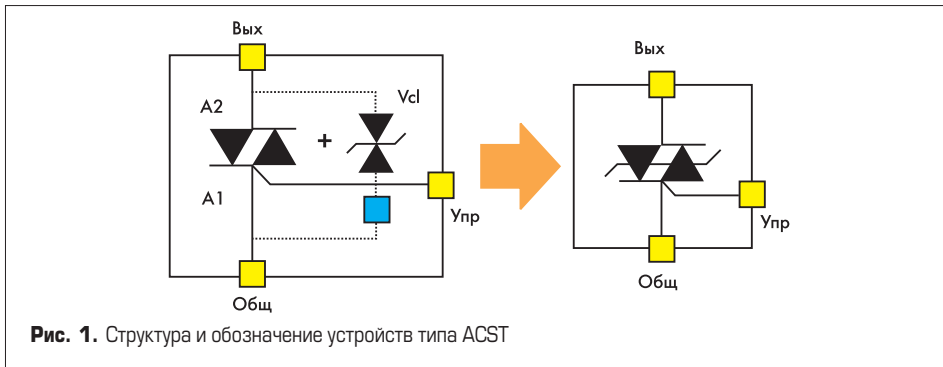 Вых
A2
Vcl
+
A1
Упр
Общ
Вых
Упр
Общ
Рис. 1. Структура и обозначение устройств типа ACST